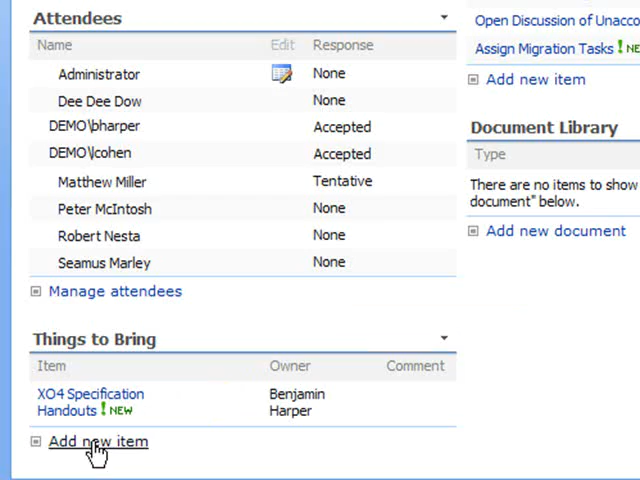 Attendees
Name Edit Response
Administrator None
Dee Dee Dow None
DEMO\bharper Accepted
DEMO\lcohen Accepted
Matthew Miller Tentative
Peter McIntosh None
Robert Nesta None
Seamus Marley None
Manage attendees
Things to Bring
Item Owner Comment
XO4 Specification Benjamin
Handouts ! NEW Harper
Add new item
Open Discussion of Unacco
Assign Migration Tasks ! NE
Add new item
Document Library
Type
There are no items to show
document" below.
Add new document